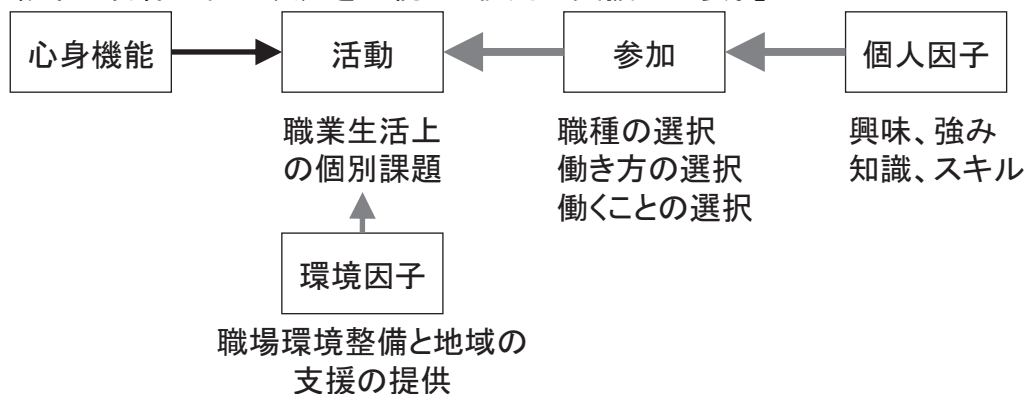 心身機能
活動
参加
個人因子
職業生活上
の個別課題
職種の選択
働き方の選択
働くことの選択
興味、強み
知識、スキル
環境因子
職場環境整備と地域の
支援の提供